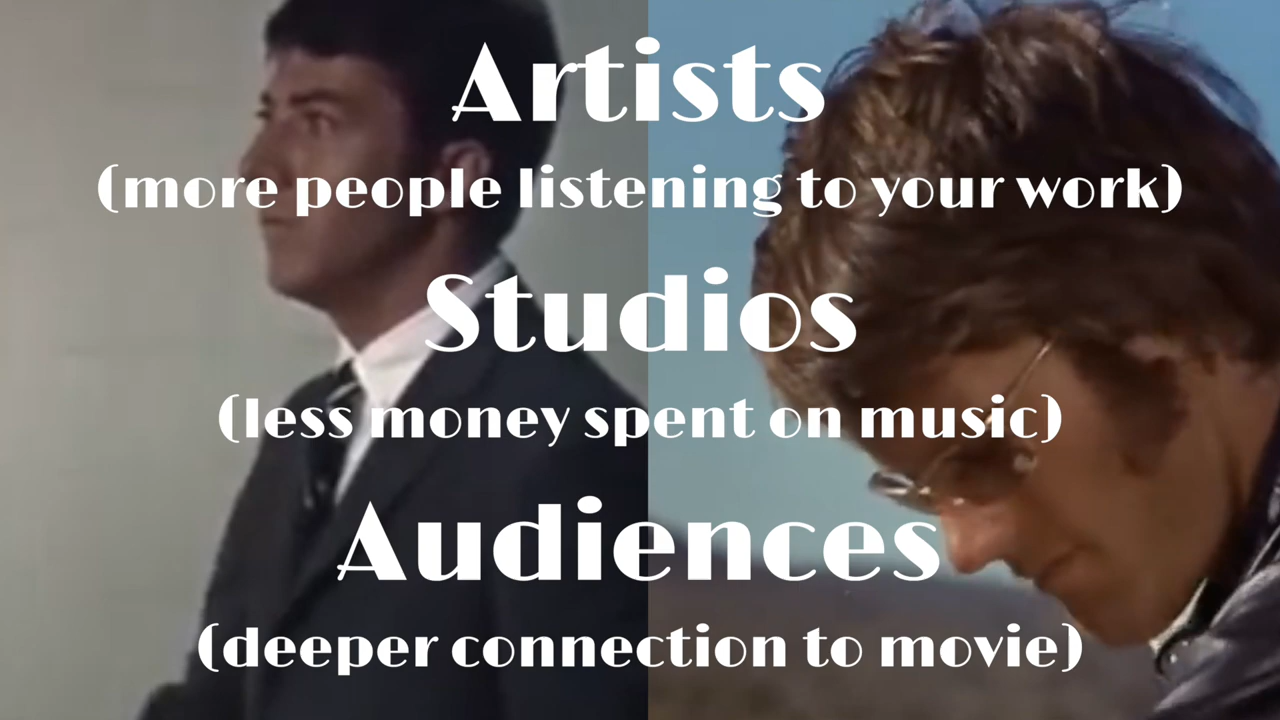 Artists
(more people listening to your work)
Studios
(less money spent on music)
Audiences
(deeper connection to movie)